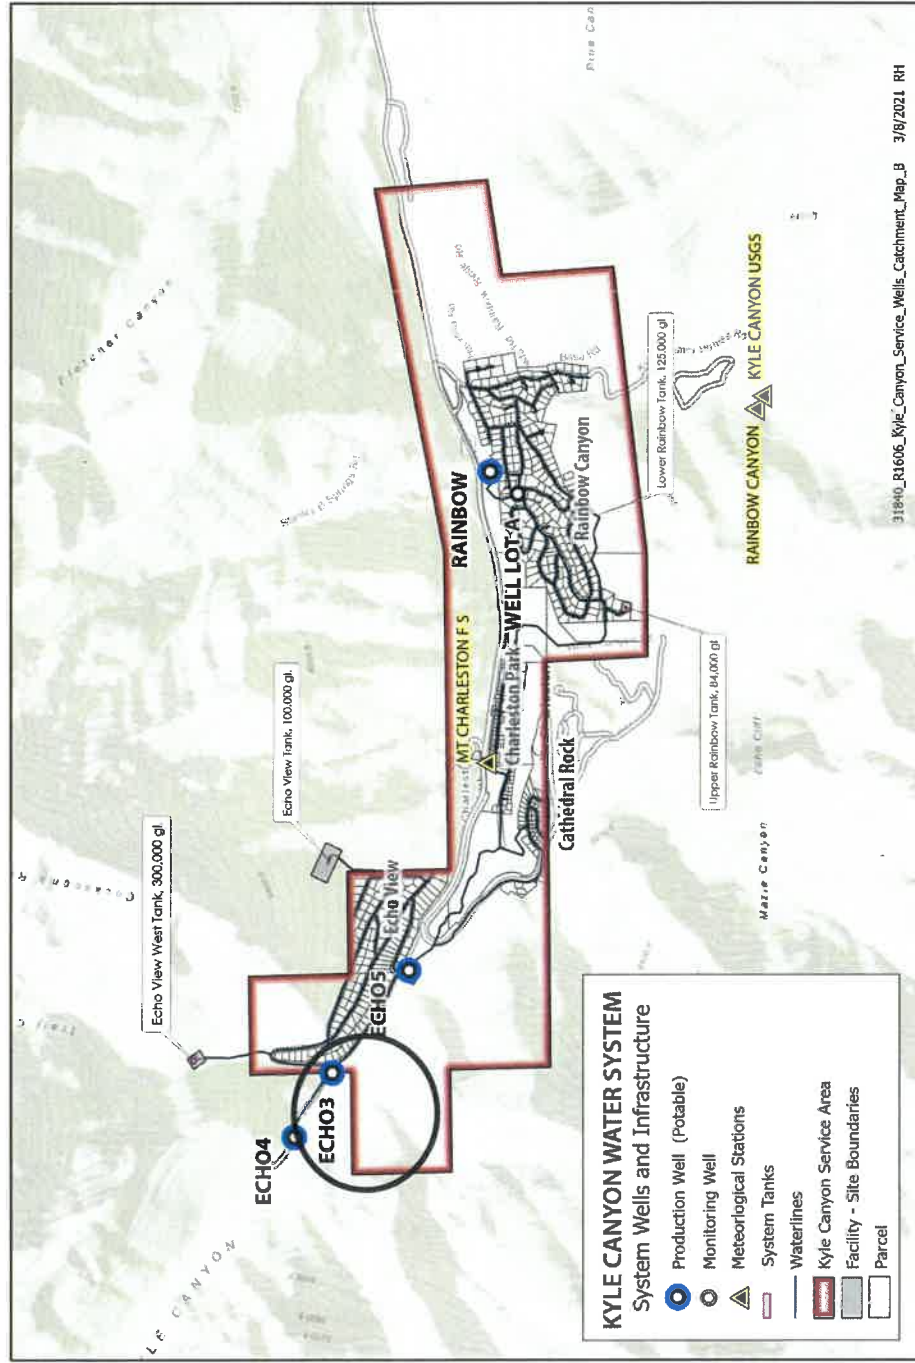 KYLE CANYON WATER SYSTEM
System Wells and Infrastructure
Production Well (Potable)
Monitoring Well
Meteorlogical Stations
System Tanks
Waterlines
Kyle Canyon Service Area
Facility - Site Boundaries
Parcel
Echo View West Tank, 300,000 gl.
Echo View Tank, 100,000 gl.
Fletcher Canyon
ECHO4
ECHO3
ECHO5
Echo View
MT CHARLESTON F S
Charleston Park
Cathedral Rock
RAINBOW
WELL LOT A
Rainbow Canyon
Lower Rainbow Tank, 125,000 gl
Upper Rainbow Tank, 84,000 gl
RAINBOW CANYON
KYLE CANYON USGS
Mazie Canyon
LE CANYON
31840_R1606_Kyle_Canyon_Service_Wells_Catchment_Map_B 3/8/2021 RH